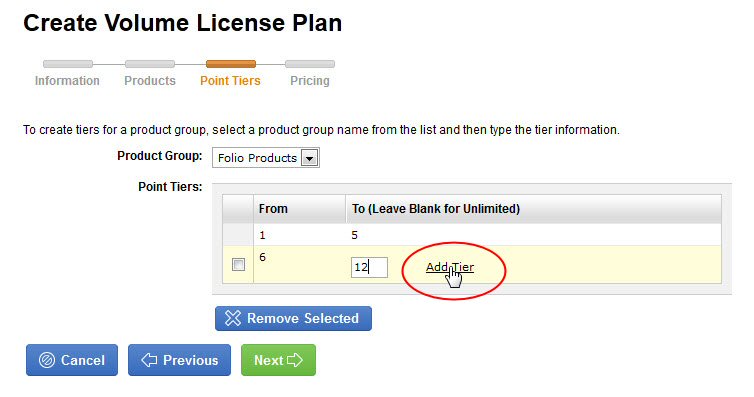 Create Volume License Plan
Information Products Point Tiers Pricing
To create tiers for a product group, select a product group name from the list and then type the tier information.
Product Group: Folio Products
Point Tiers:
From To (Leave Blank for Unlimited)
1 5
6 12 Add Tier
Remove Selected
Cancel Previous Next